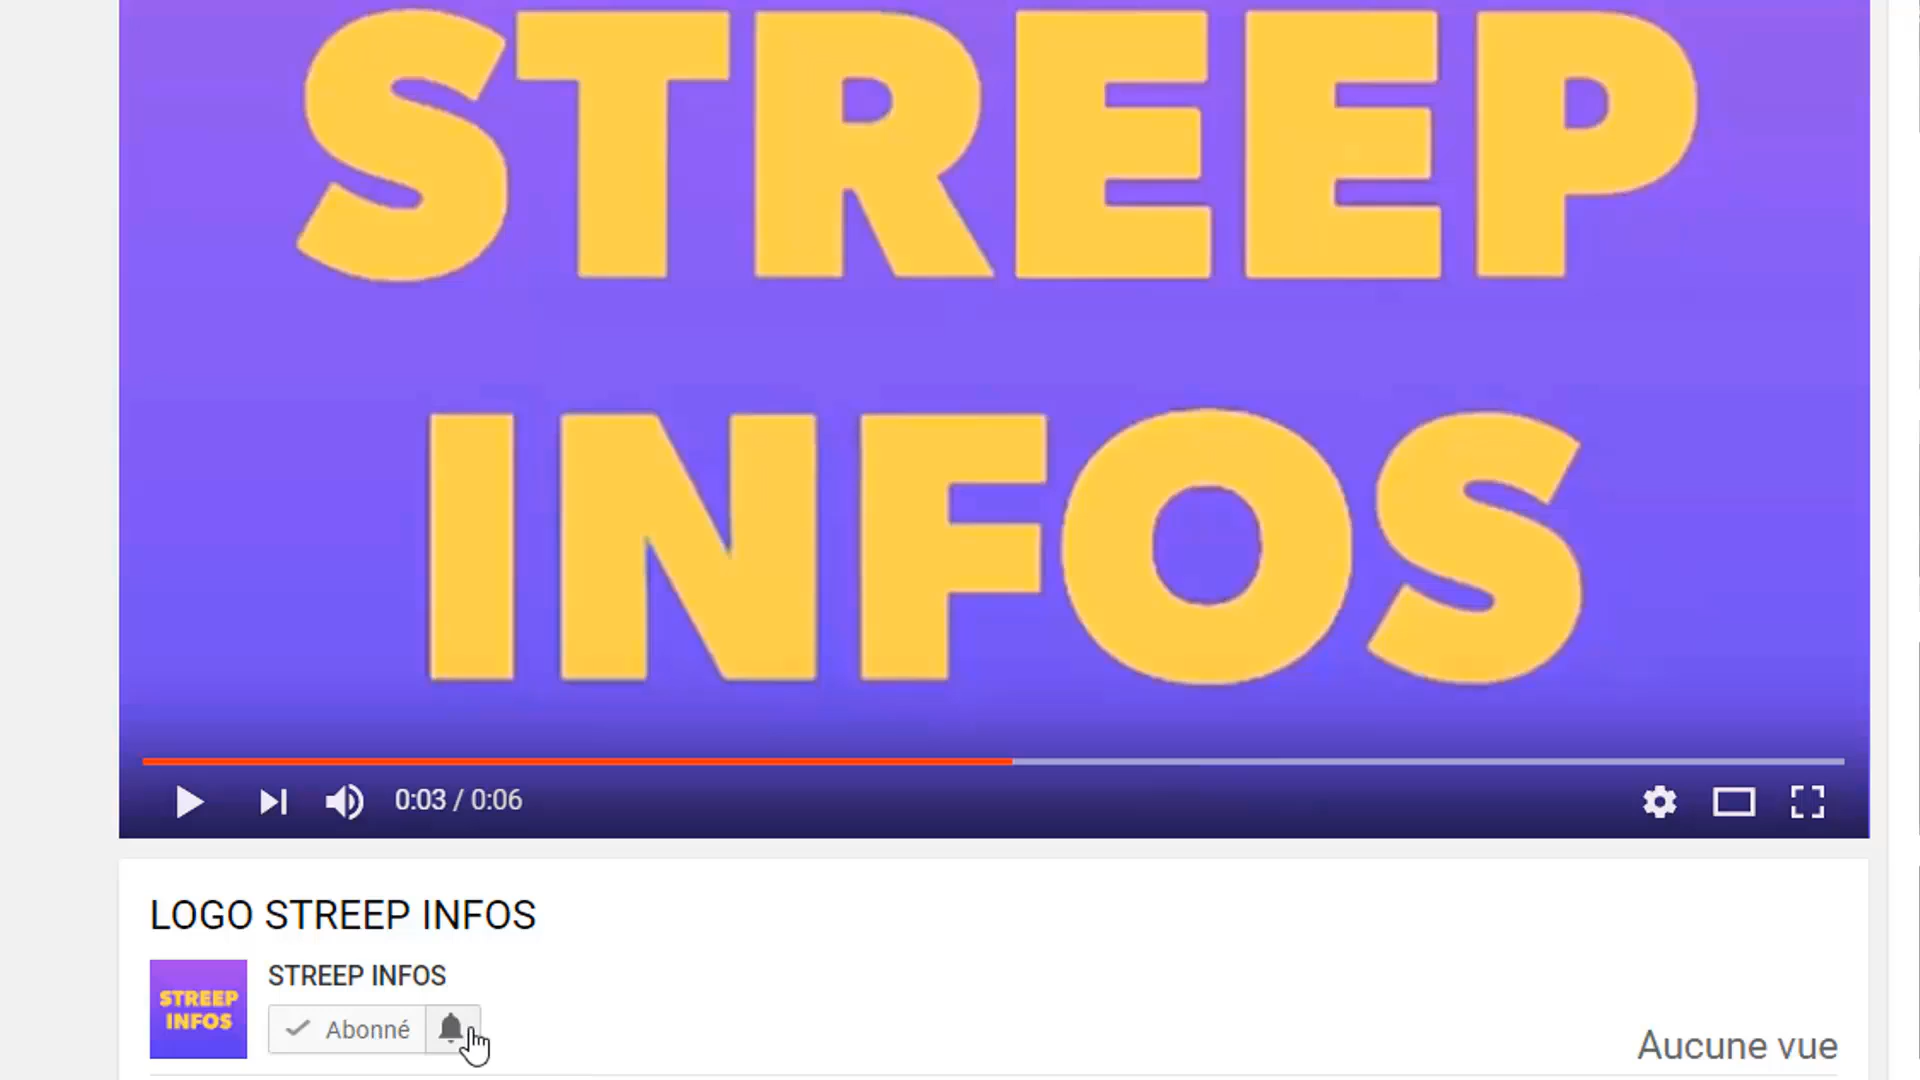 STREEP
INFOS
0:03 / 0:06
LOGO STREEP INFOS
STREEP INFOS
STREEP
INFOS
Abonné
Aucune vue